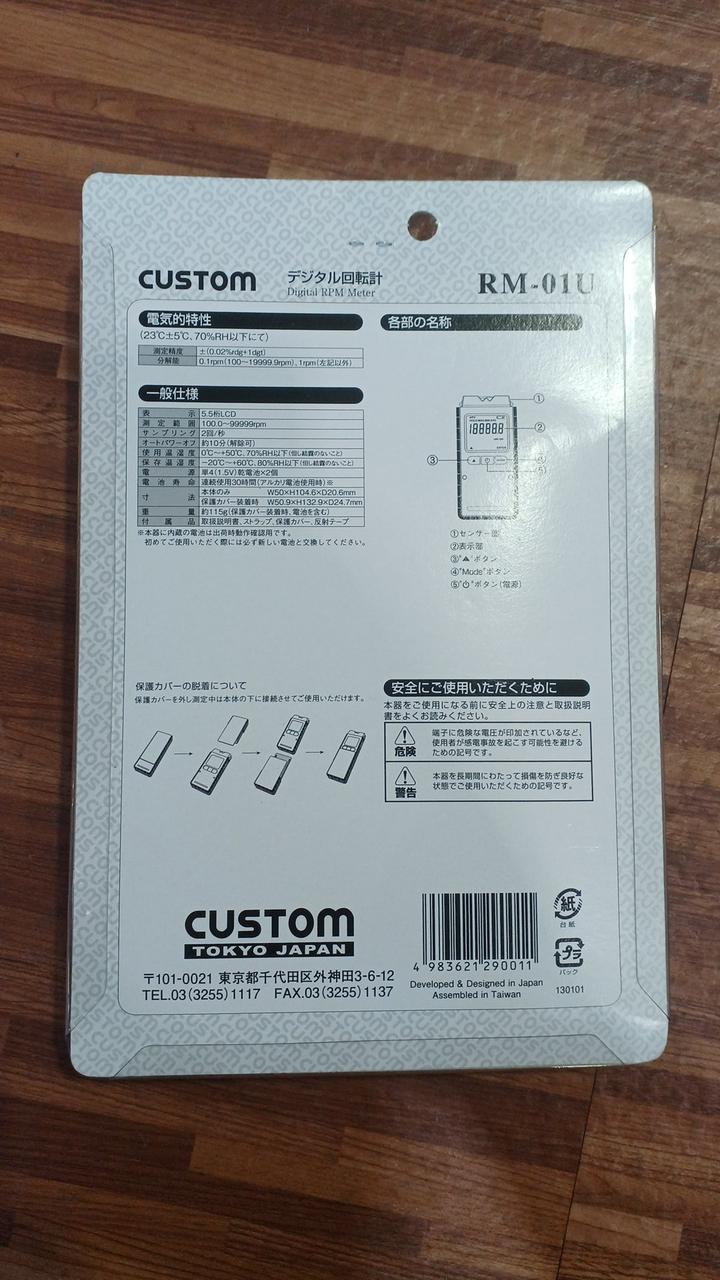 CUSTOM
デジタル回転計
Digital RPM Meter
RM-01U
電気的特性
(23℃±5℃、70%RH以下にて)
測定精度 ±(0.02%rdg+1dgt)
分解能 0.1rpm(100〜19999.9rpm)、1rpm(左記以外)
一般仕様
表示 5.5桁LCD
測定範囲 100.0〜99999rpm
サンプリング 2回/秒
オートパワーオフ 約10分(解除可)
使用温湿度 0℃〜+50℃、70%RH以下(但し結露のないこと)
保存温湿度 −20℃〜+60℃、80%RH以下(但し結露のないこと)
電源 単4(1.5V)乾電池×2個
電池寿命 連続使用30時間(アルカリ電池使用時)※
寸法 本体のみ W50×H104.6×D20.6mm
保護カバー装着時 W50.9×H132.9×D24.7mm
重量 約115g(保護カバー装着時、電池を含む)
付属品 取扱説明書、ストラップ、保護カバー、反射テープ
※本器に内蔵の電池は出荷時動作確認用です。
初めてご使用いただく際には必ず新しい電池と交換してください。
各部の名称
①
②
③
①センサー部
②表示部
③"▲"ボタン
④"Mode"ボタン
⑤"⏻"ボタン(電源)
保護カバーの脱着について
保護カバーを外し測定中は本体の下に接続させてご使用いただけます。
安全にご使用いただくために
本器をご使用になる前に安全上の注意と取扱説明
書をよくお読みください。
危険
端子に危険な電圧が印加されているなど、
使用者が感電事故を起こす可能性を避ける
ための記号です。
警告
本器を長期間にわたって損傷を防ぎ良好な
状態でご使用いただくための記号です。
CUSTOM
TOKYO JAPAN
〒101-0021 東京都千代田区外神田3-6-12
TEL.03(3255)1117 FAX.03(3255)1137
4 983621 290011
Developed & Designed in Japan
Assembled in Taiwan
紙
台紙
プラ
パック
130101